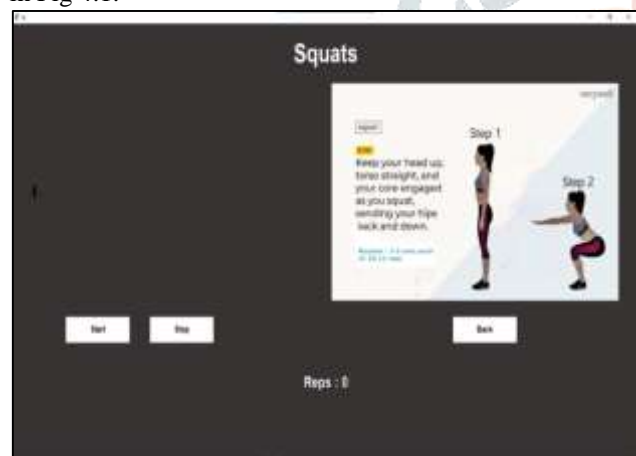 Squats
verywell
Step 1
Keep your head up,
torso straight, and
your core engaged
as you squat,
sending your hips
back and down.
Step 2
Start
Stop
Back
Reps : 0